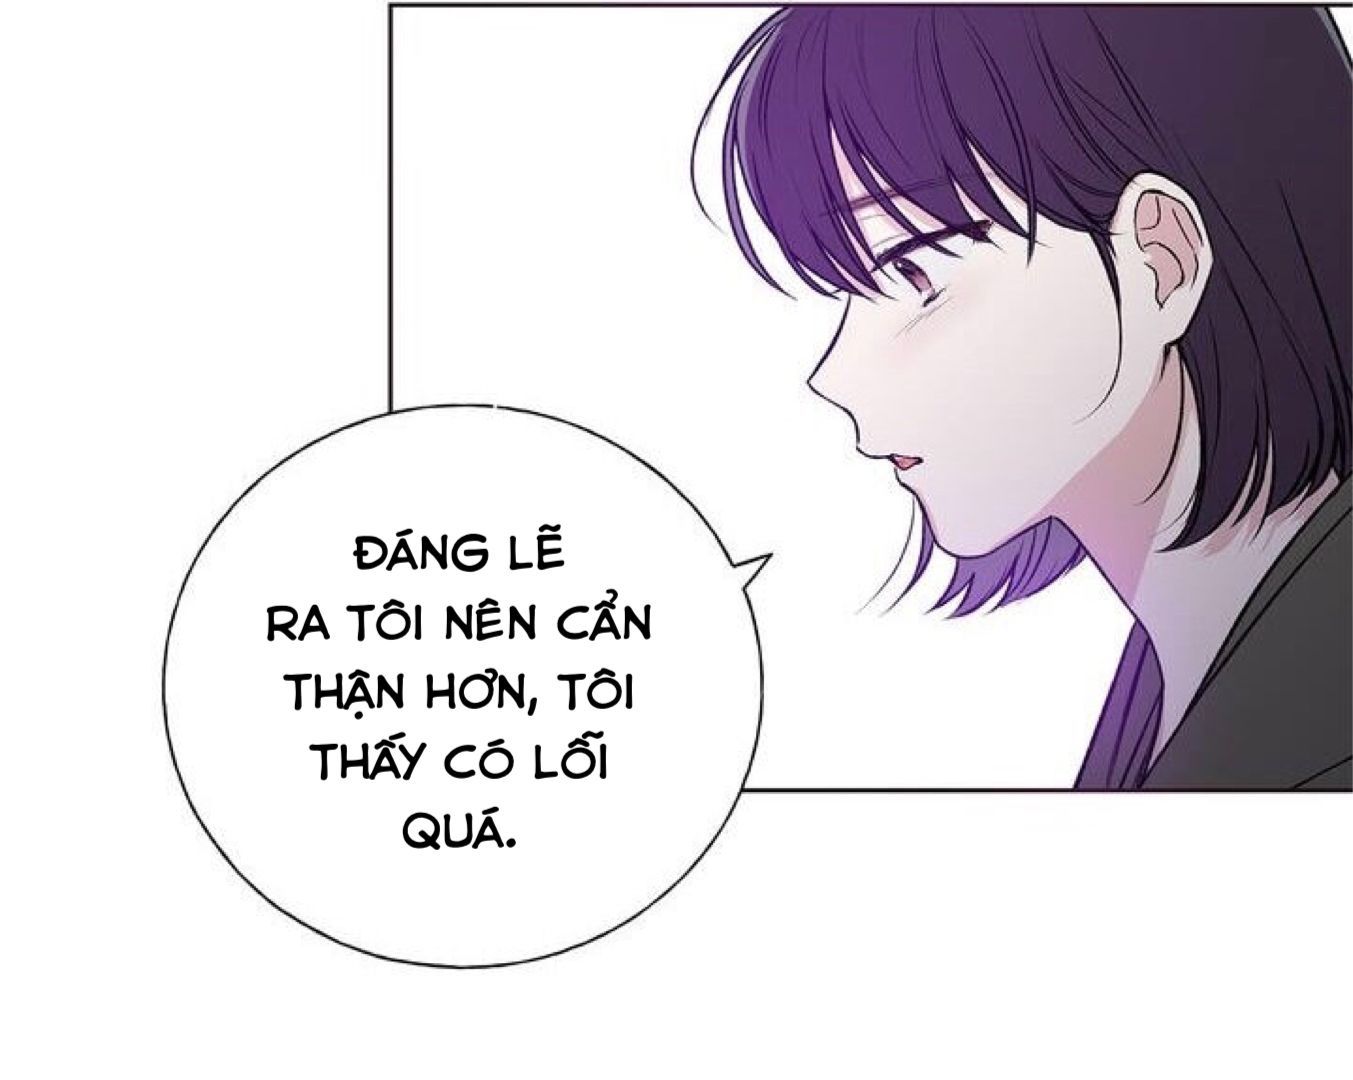 ĐÁNG LẼ
RA TÔI NÊN CẨN
THẬN HƠN, TÔI
THẤY CÓ LỖI
QUÁ.